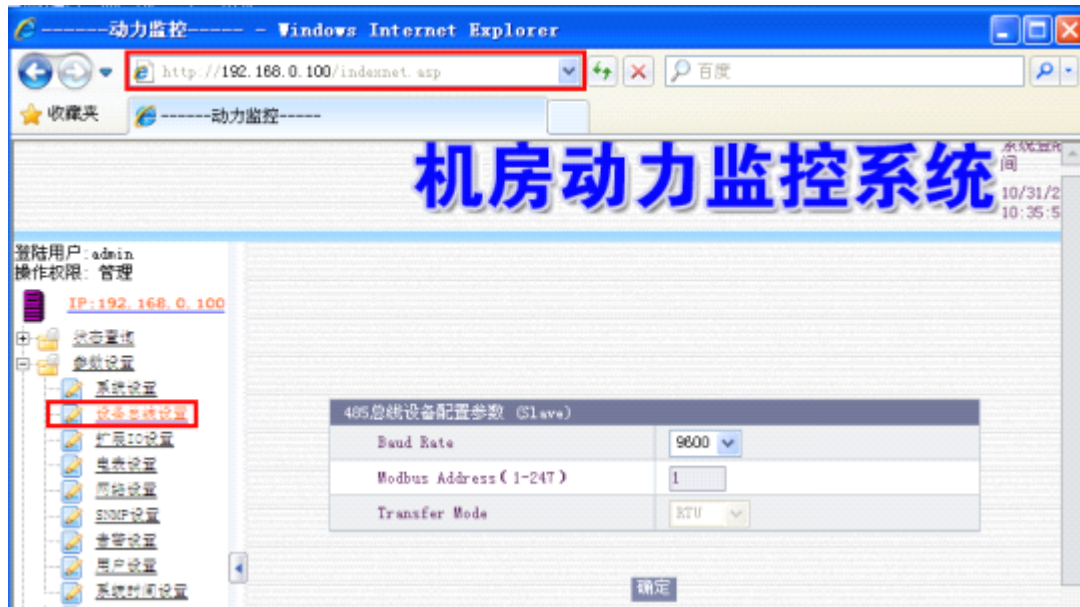 ------动力监控------ - Windows Internet Explorer
http://192.168.0.100/indexnet.asp
百度
收藏夹
------动力监控-----
机房动力监控系统
间
10/31/2
10:35:5
登陆用户:admin
操作权限: 管理
IP:192.168.0.100
状态查询
参数设置
系统设置
设备总线设置
扩展IO设置
电表设置
网络设置
SNMP设置
告警设置
用户设置
系统时间设置
485总线设备配置参数 (Slave)
Baud Rate
9600
Modbus Address(1-247)
1
Transfer Mode
RTU
确定